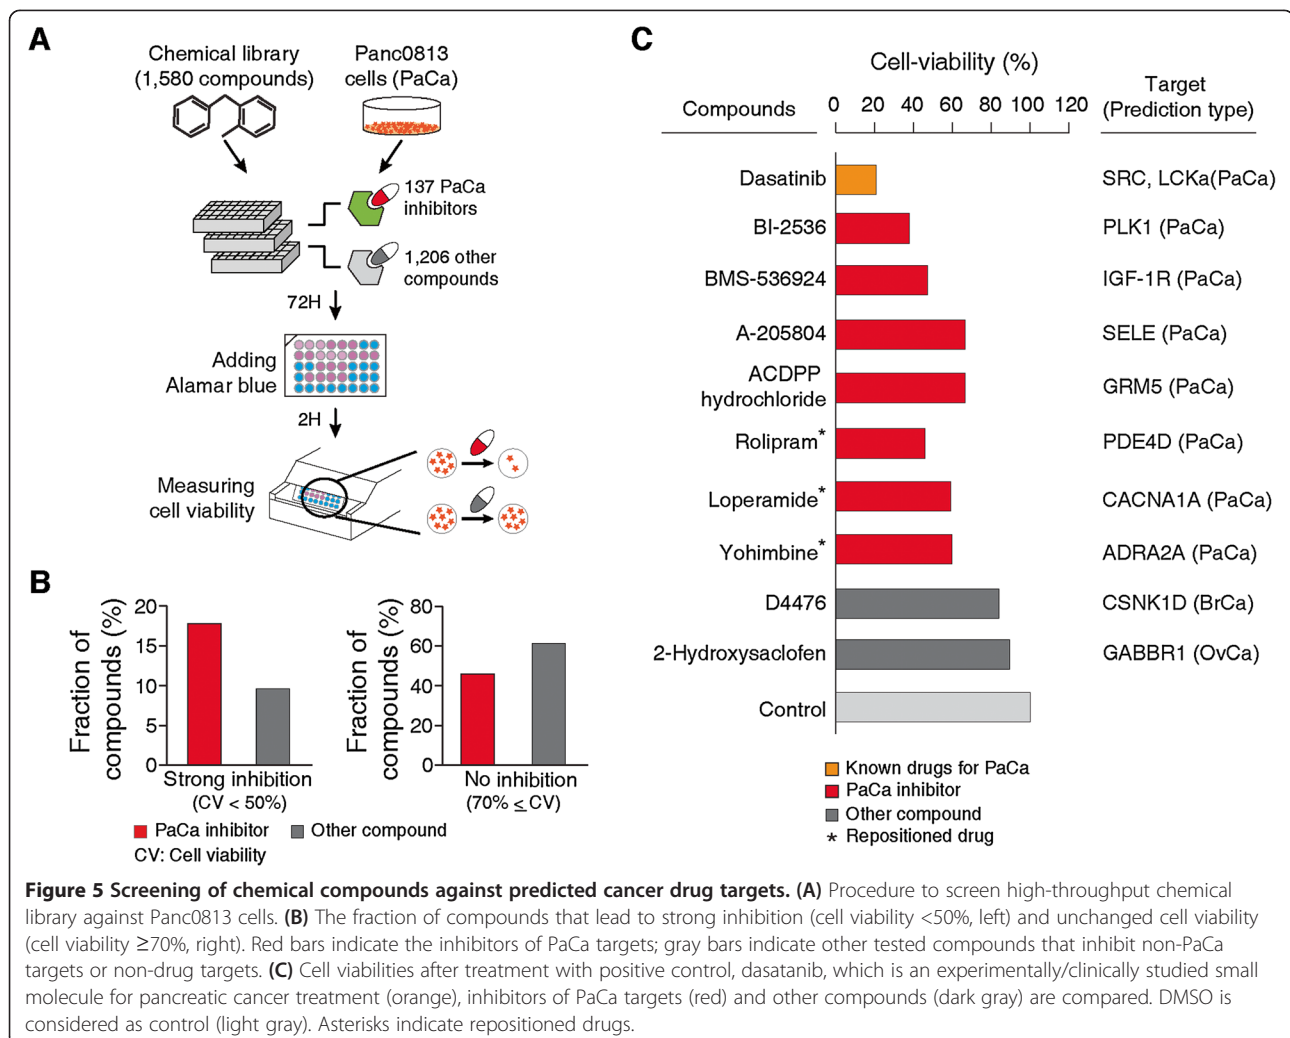 A
Chemical library
(1,580 compounds)
Panc0813
cells (PaCa)
137 PaCa
inhibitors
1,206 other
compounds
72H
Adding
Alamar blue
2H
Measuring
cell viability
B
Fraction of
compounds (%)
20
15
10
5
0
Strong inhibition
(CV < 50%)
Fraction of
compounds (%)
80
60
40
20
0
No inhibition
(70% ≤ CV)
PaCa inhibitor
Other compound
CV: Cell viability
C
Cell-viability (%)
Compounds
0 20 40 60 80 100 120
Target
(Prediction type)
Dasatinib
SRC, LCKa(PaCa)
BI-2536
PLK1 (PaCa)
BMS-536924
IGF-1R (PaCa)
A-205804
SELE (PaCa)
ACDPP
hydrochloride
GRM5 (PaCa)
Rolipram*
PDE4D (PaCa)
Loperamide*
CACNA1A (PaCa)
Yohimbine*
ADRA2A (PaCa)
D4476
CSNK1D (BrCa)
2-Hydroxysaclofen
GABBR1 (OvCa)
Control
Known drugs for PaCa
PaCa inhibitor
Other compound
* Repositioned drug
Figure 5 Screening of chemical compounds against predicted cancer drug targets. (A) Procedure to screen high-throughput chemical
library against Panc0813 cells. (B) The fraction of compounds that lead to strong inhibition (cell viability <50%, left) and unchanged cell viability
(cell viability ≥70%, right). Red bars indicate the inhibitors of PaCa targets; gray bars indicate other tested compounds that inhibit non-PaCa
targets or non-drug targets. (C) Cell viabilities after treatment with positive control, dasatanib, which is an experimentally/clinically studied small
molecule for pancreatic cancer treatment (orange), inhibitors of PaCa targets (red) and other compounds (dark gray) are compared. DMSO is
considered as control (light gray). Asterisks indicate repositioned drugs.